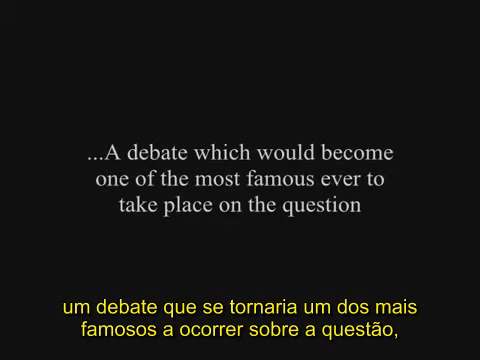 ...A debate which would become
one of the most famous ever to
take place on the question
um debate que se tornaria um dos mais
famosos a ocorrer sobre a questão,